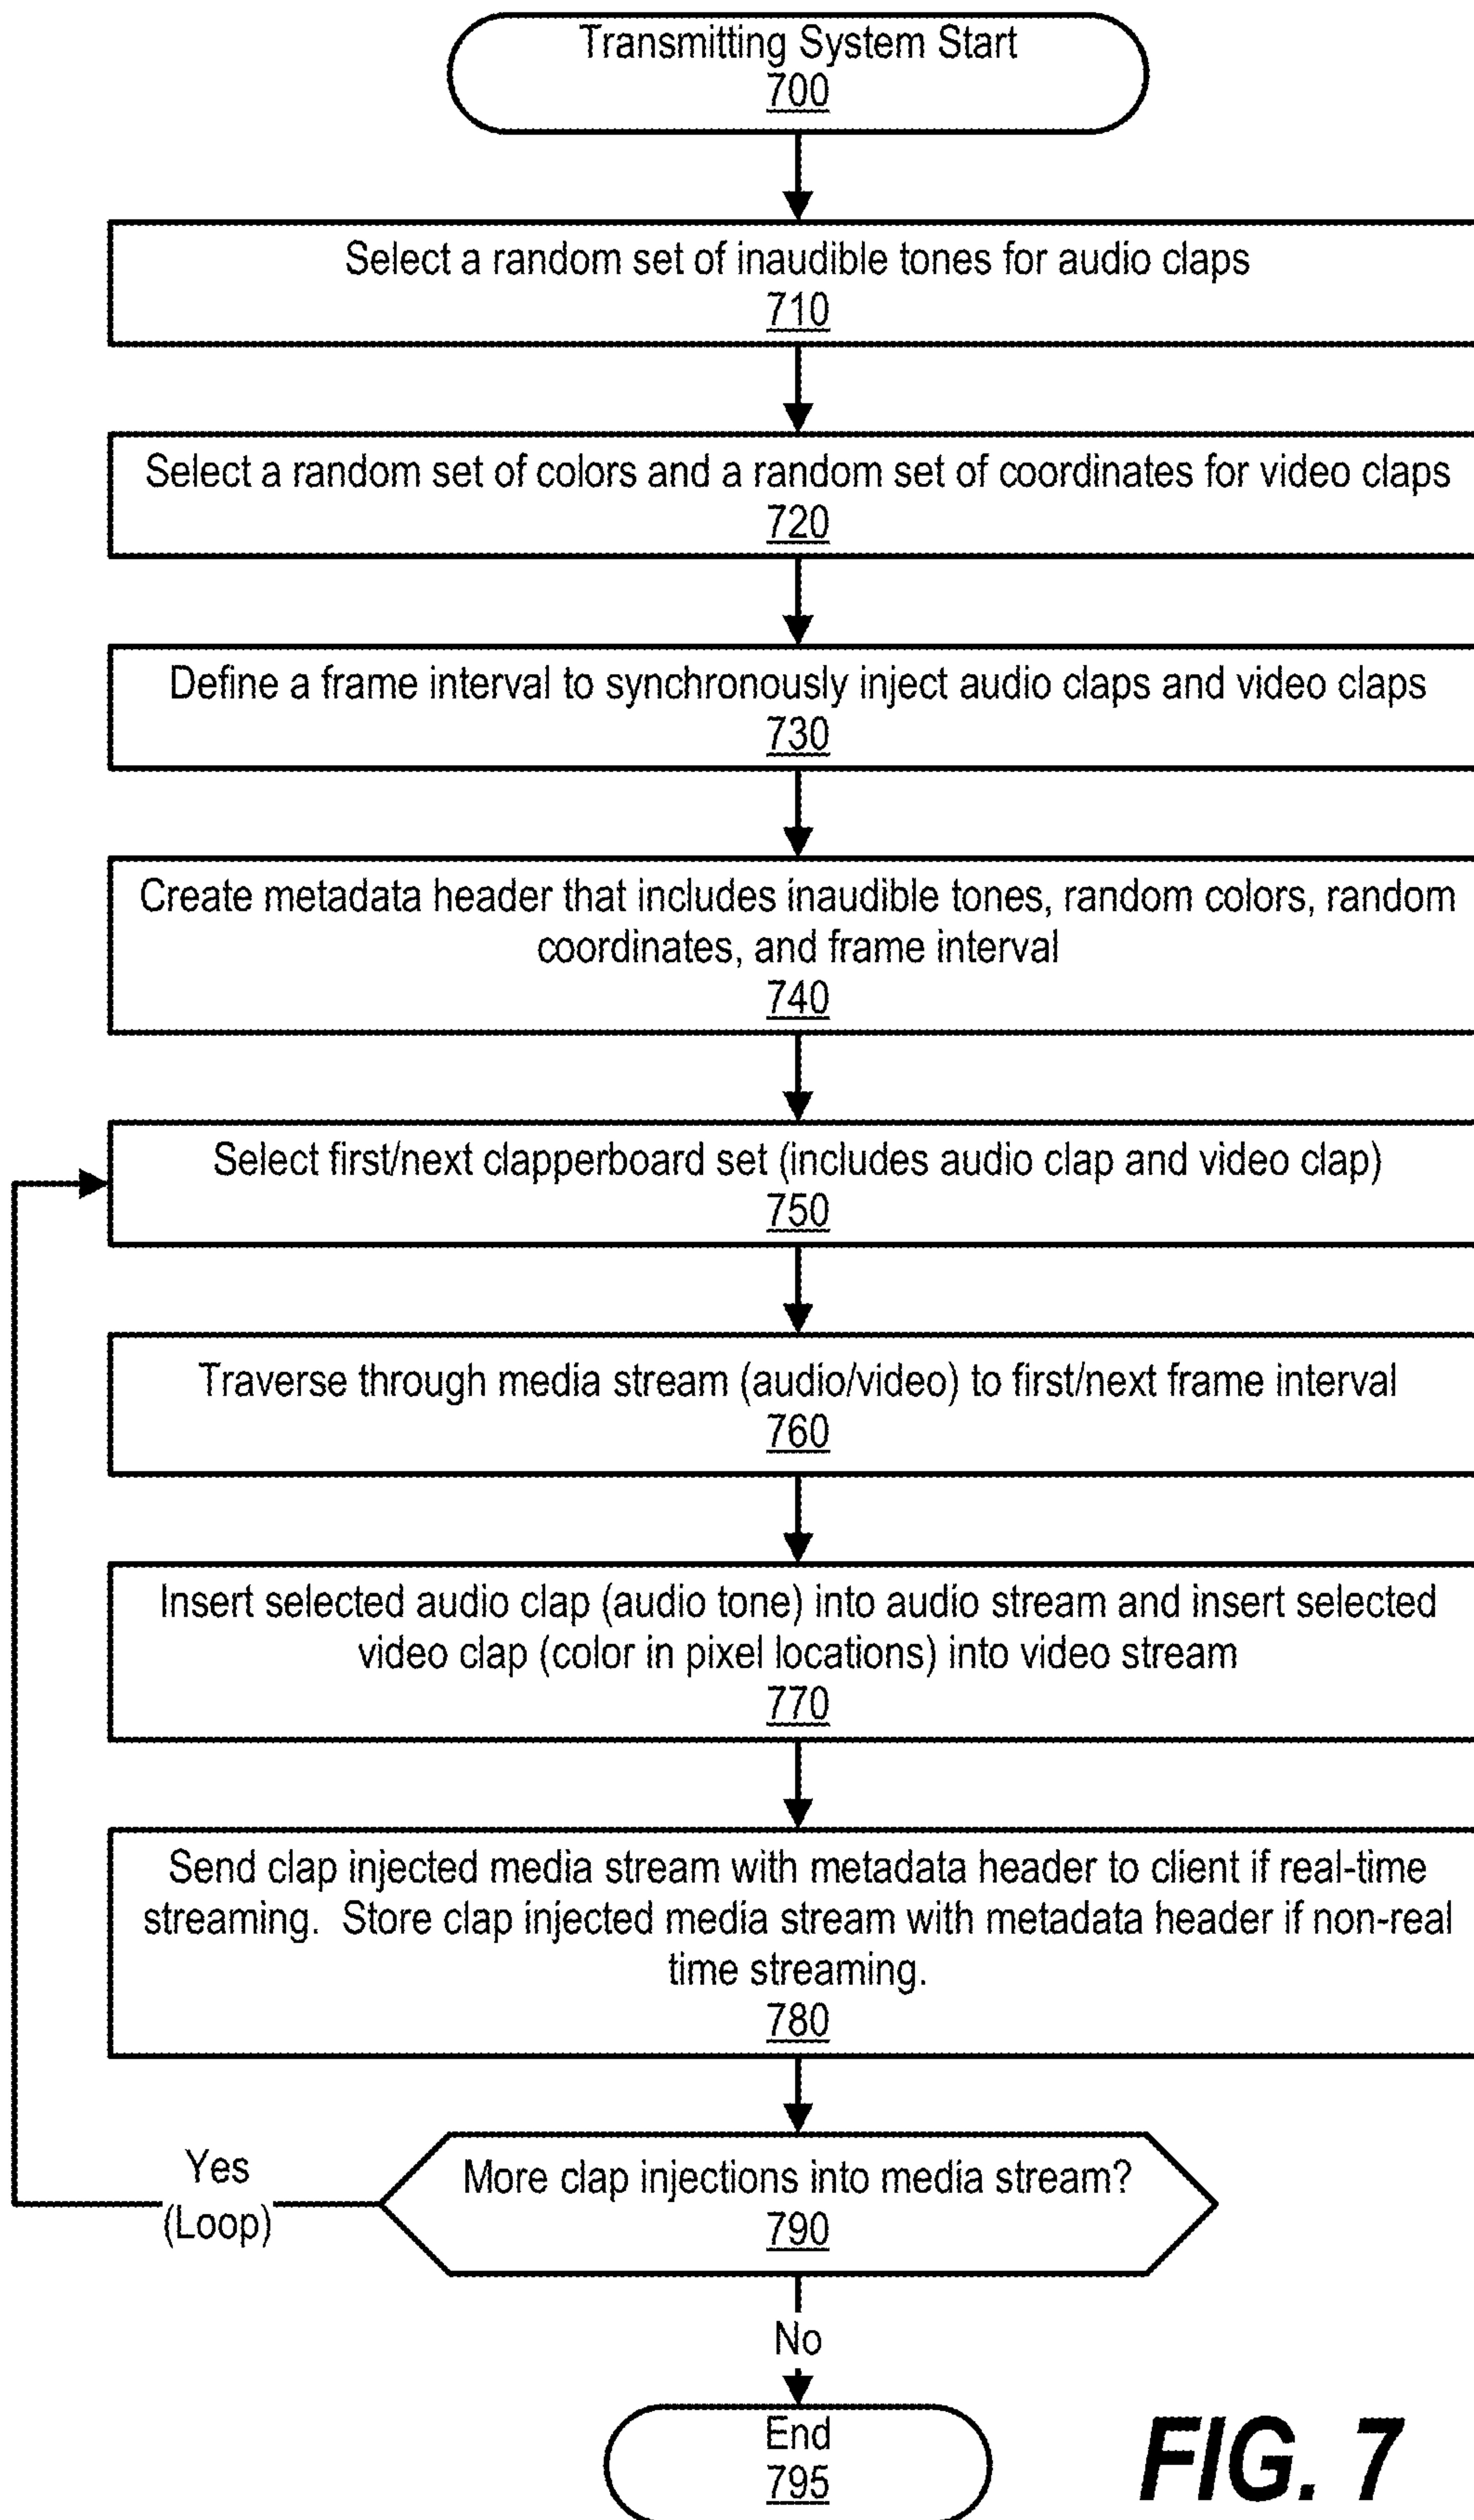 Transmitting System Start
700
Select a random set of inaudible tones for audio claps
710
Select a random set of colors and a random set of coordinates for video claps
720
Define a frame interval to synchronously inject audio claps and video claps
730
Create metadata header that includes inaudible tones, random colors, random
coordinates, and frame interval
740
Select first/next clapperboard set (includes audio clap and video clap)
750
Traverse through media stream (audio/video) to first/next frame interval
760
Insert selected audio clap (audio tone) into audio stream and insert selected
video clap (color in pixel locations) into video stream
770
Send clap injected media stream with metadata header to client if real-time
streaming. Store clap injected media stream with metadata header if non-real
time streaming.
780
Yes
(Loop)
More clap injections into media stream?
790
No
End
795
FIG. 7